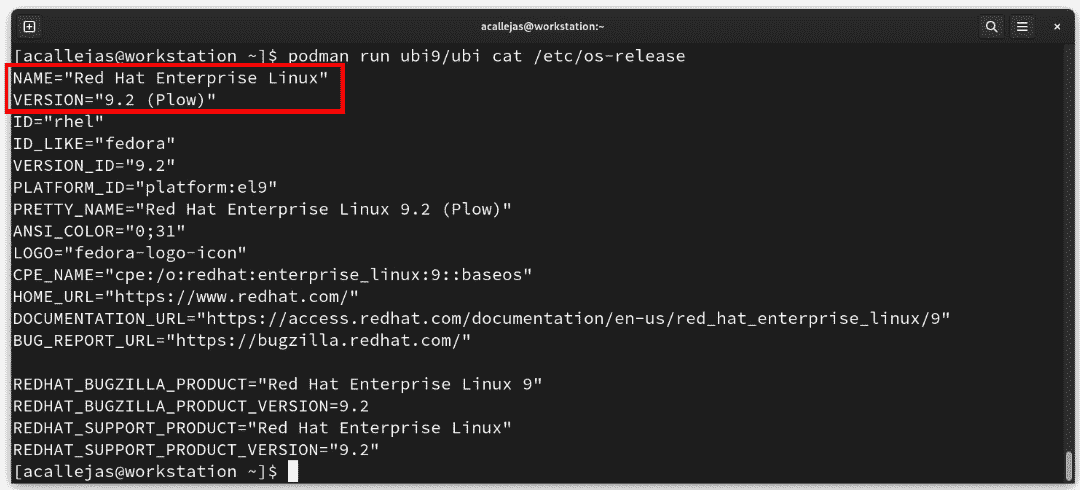 acallejas@workstation:~
[acallejas@workstation ~]$ podman run ubi9/ubi cat /etc/os-release
NAME="Red Hat Enterprise Linux"
VERSION="9.2 (Plow)"
ID="rhel"
ID_LIKE="fedora"
VERSION_ID="9.2"
PLATFORM_ID="platform:el9"
PRETTY_NAME="Red Hat Enterprise Linux 9.2 (Plow)"
ANSI_COLOR="0;31"
LOGO="fedora-logo-icon"
CPE_NAME="cpe:/o:redhat:enterprise_linux:9::baseos"
HOME_URL="https://www.redhat.com/"
DOCUMENTATION_URL="https://access.redhat.com/documentation/en-us/red_hat_enterprise_linux/9"
BUG_REPORT_URL="https://bugzilla.redhat.com/"

REDHAT_BUGZILLA_PRODUCT="Red Hat Enterprise Linux 9"
REDHAT_BUGZILLA_PRODUCT_VERSION=9.2
REDHAT_SUPPORT_PRODUCT="Red Hat Enterprise Linux"
REDHAT_SUPPORT_PRODUCT_VERSION="9.2"
[acallejas@workstation ~]$